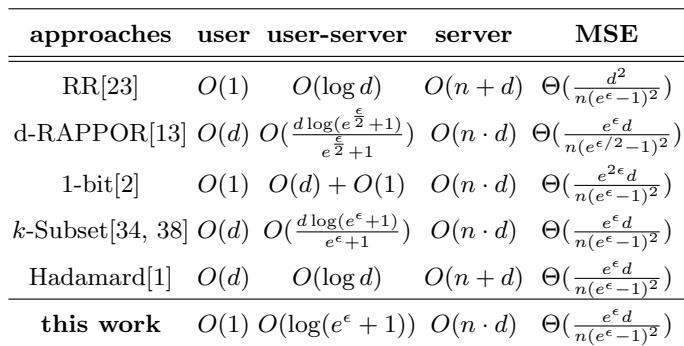 approaches user user-server server MSE
RR[23] O(1) O(log d) O(n + d) Θ(d^2/(n(e^ϵ−1)^2))
d-RAPPOR[13] O(d) O(d log(e^(ϵ/2)+1)/(e^(ϵ/2)+1)) O(n · d) Θ(e^ϵ d/(n(e^(ϵ/2)−1)^2))
1-bit[2] O(1) O(d) + O(1) O(n · d) Θ(e^(2ϵ) d/(n(e^ϵ−1)^2))
k-Subset[34, 38] O(d) O(d log(e^ϵ+1)/(e^ϵ+1)) O(n · d) Θ(e^ϵ d/(n(e^ϵ−1)^2))
Hadamard[1] O(d) O(log d) O(n + d) Θ(e^ϵ d/(n(e^ϵ−1)^2))
this work O(1) O(log(e^ϵ + 1)) O(n · d) Θ(e^ϵ d/(n(e^ϵ−1)^2))